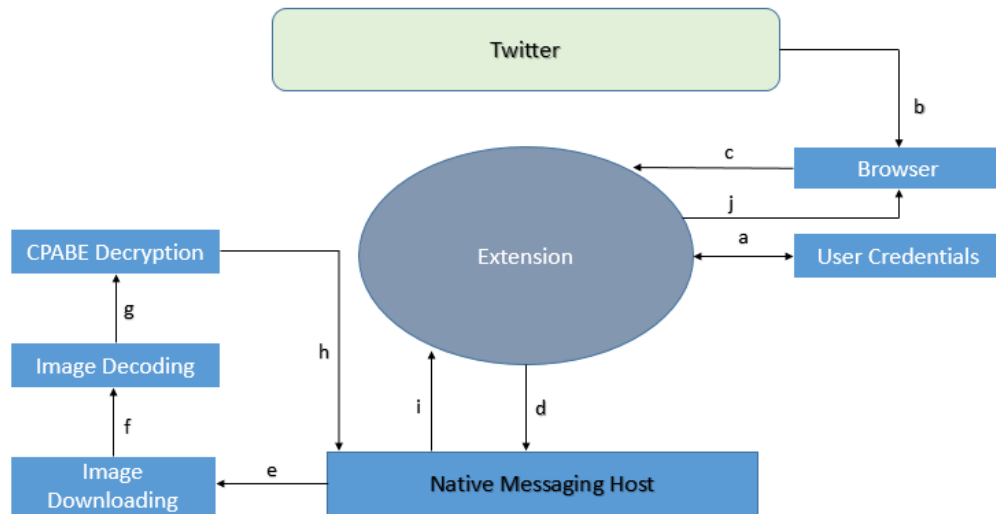 Twitter
b
c
Browser
j
CPABE Decryption
a
Extension
User Credentials
g
h
Image Decoding
i
d
f
e
Image
Downloading
Native Messaging Host